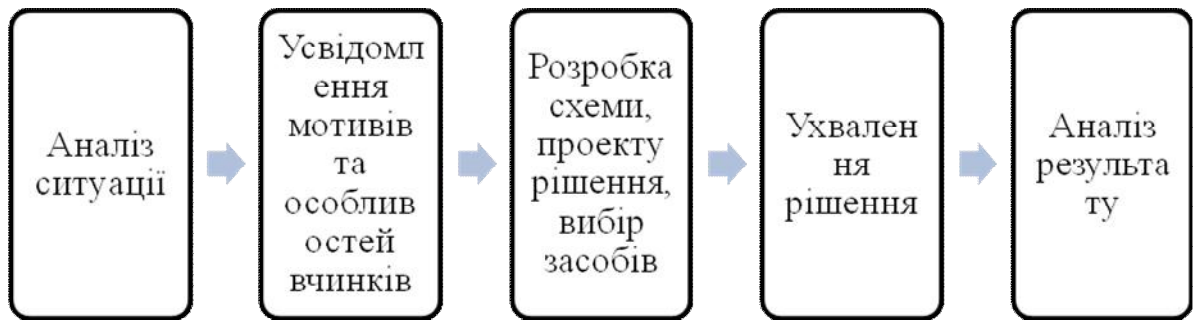 Аналіз
ситуації
Усвідомл
ення
мотивів
та
особлив
остей
вчинків
Розробка
схеми,
проекту
рішення,
вибір
засобів
Ухвален
ня
рішення
Аналіз
результа
ту